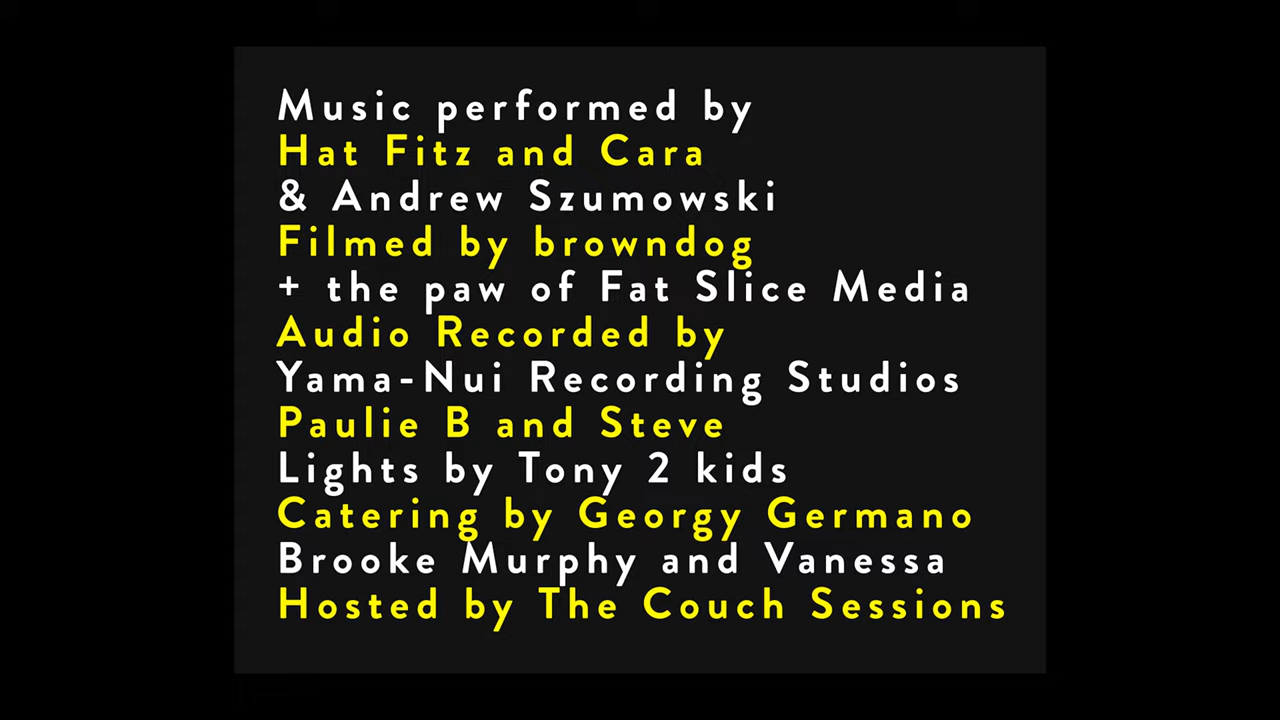 Music performed by
Hat Fitz and Cara
& Andrew Szumowski
Filmed by browndog
+ the paw of Fat Slice Media
Audio Recorded by
Yama-Nui Recording Studios
Paulie B and Steve
Lights by Tony 2 kids
Catering by Georgy Germano
Brooke Murphy and Vanessa
Hosted by The Couch Sessions